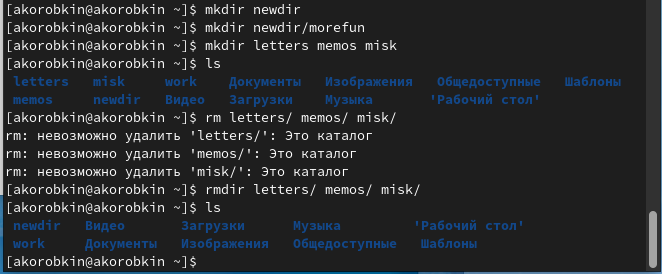 [akorobkin@akorobkin ~]$ mkdir newdir
[akorobkin@akorobkin ~]$ mkdir newdir/morefun
[akorobkin@akorobkin ~]$ mkdir letters memos misk
[akorobkin@akorobkin ~]$ ls
letters misk work Документы Изображения Общедоступные Шаблоны
memos newdir Видео Загрузки Музыка 'Рабочий стол'
[akorobkin@akorobkin ~]$ rm letters/ memos/ misk/
rm: невозможно удалить 'letters/': Это каталог
rm: невозможно удалить 'memos/': Это каталог
rm: невозможно удалить 'misk/': Это каталог
[akorobkin@akorobkin ~]$ rmdir letters/ memos/ misk/
[akorobkin@akorobkin ~]$ ls
newdir Видео Загрузки Музыка 'Рабочий стол'
work Документы Изображения Общедоступные Шаблоны
[akorobkin@akorobkin ~]$